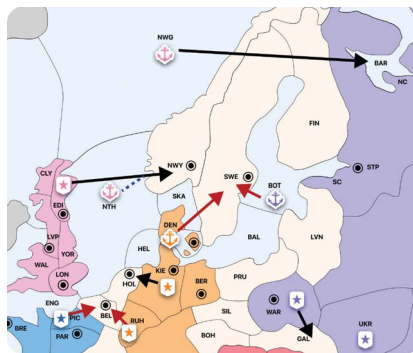 NWG
BAR
NC
FIN
CLY
NWY
SWE
STP
EDI
NTH
BOT
SC
SKA
LVP
DEN
YOR
HEL
BAL
LVN
WAL
KIE
PRU
LON
HOL
BER
ENG
SIL
WAR
BEL
PIC
RUH
BRE
PAR
BOH
GAL
UKR